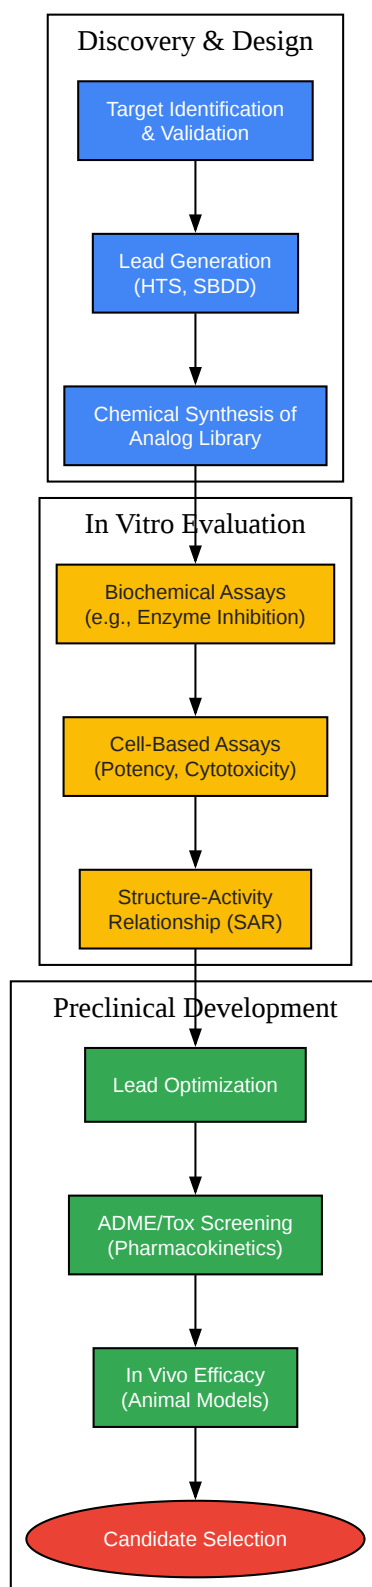 Discovery & Design
Target Identification
& Validation
Lead Generation
(HTS, SBDD)
Chemical Synthesis of
Analog Library
In Vitro Evaluation
Biochemical Assays
(e.g., Enzyme Inhibition)
Cell-Based Assays
(Potency, Cytotoxicity)
Structure-Activity
Relationship (SAR)
Preclinical Development
Lead Optimization
ADME/Tox Screening
(Pharmacokinetics)
In Vivo Efficacy
(Animal Models)
Candidate Selection